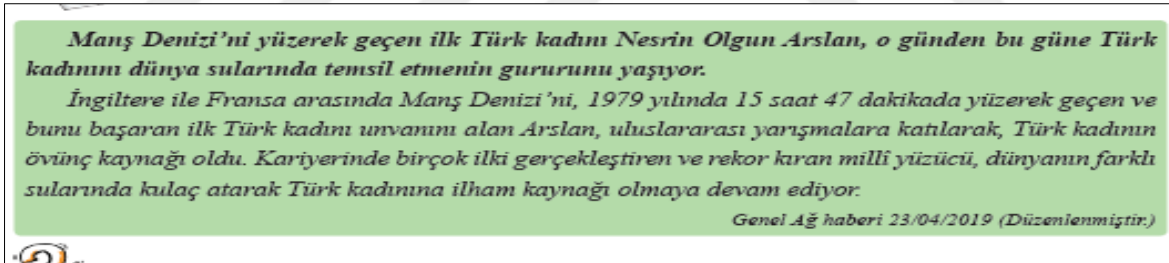 Manş Denizi'ni yüzerek geçen ilk Türk kadını Nesrin Olgun Arslan, o günden bu güne Türk
kadınını dünya sularında temsil etmenin gururunu yaşıyor.
İngiltere ile Fransa arasında Manş Denizi'ni, 1979 yılında 15 saat 47 dakikada yüzerek geçen ve
bunu başaran ilk Türk kadını unvanını alan Arslan, uluslararası yarışmalara katılarak, Türk kadının
övünç kaynağı oldu. Kariyerinde birçok ilki gerçekleştiren ve rekor kıran millî yüzücü, dünyanın farklı
sularında kulaç atarak Türk kadınına ilham kaynağı olmaya devam ediyor.
Genel Ağ haberi 23/04/2019 (Düzenlenmiştir.)